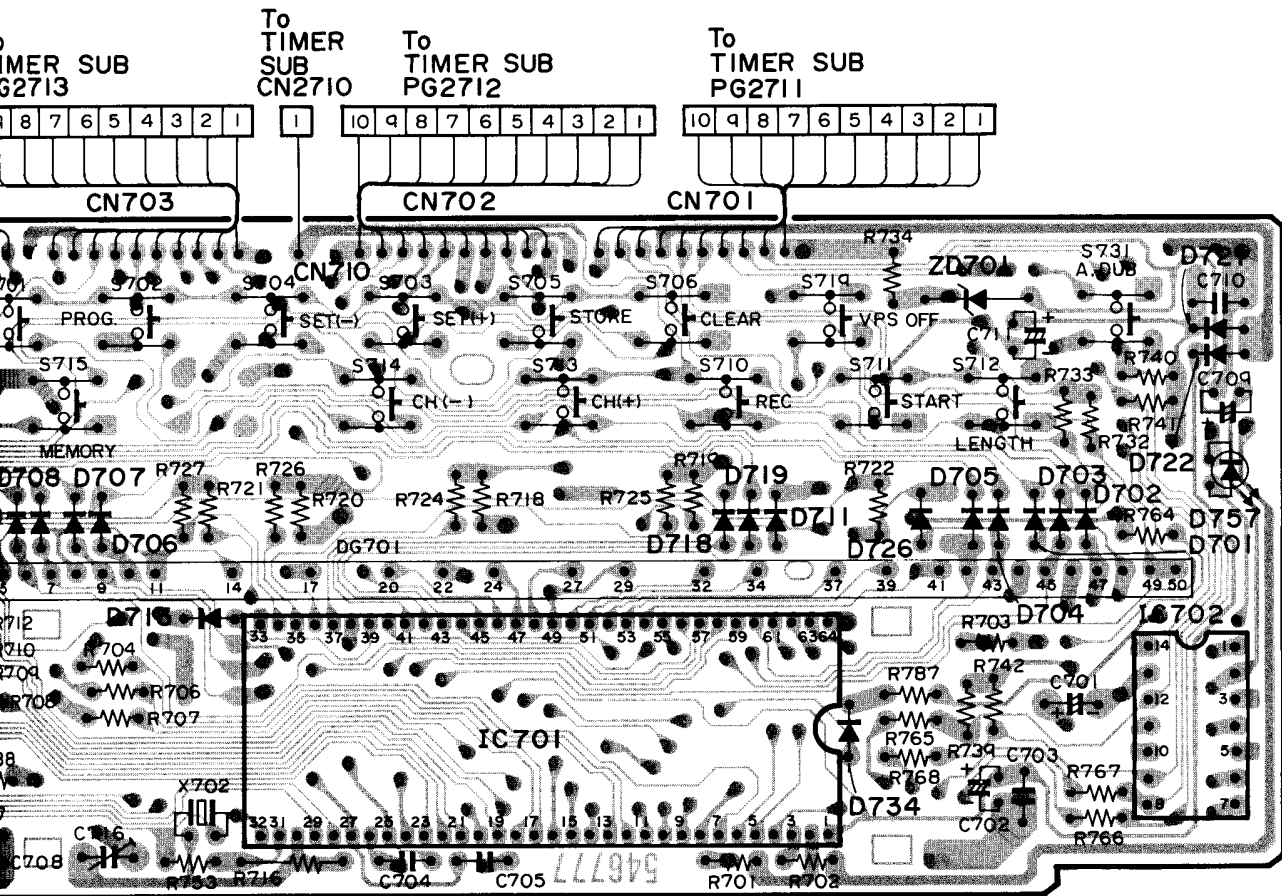 To
TIMER SUB
PG2713
To
TIMER
SUB
CN2710
To
TIMER SUB
PG2712
To
TIMER SUB
PG2711
8 7 6 5 4 3 2 1
1
10 9 8 7 6 5 4 3 2 1
10 9 8 7 6 5 4 3 2 1
CN703
CN702
CN701
R734
S731
A.DUB
CN710
ZD701
C710
S702 S704 S703 S705 S706 S719
PROG SET(-) SET(+) STORE CLEAR VPS OFF
C71
S715 S714 S713 S710 S711 S712
R733 R740
C709
CH(-) CH(+) REC START
R741
MEMORY
LENGTH
R732
D722
D708 D707 R727 R726
D719 R722 D705 D703
R721 R720 R724 R718 R725
D711
D702
R764
D757
D706
DG701
D718
D726
D701
7 9 11 14 17 20 22 24 27 29 32 34 37 39 41 43 45 47 49 50
R712
D704
IC702
33 35 37 39 41 43 45 47 49 51 53 55 57 59 61 63 64
R703
R710
R704
R709
R742
R787
14 1
R706
R708
C701
R707
12 3
IC701
R765
R739
C703
10 5
X702
R768
R767
D734
8 7
32 31 29 27 25 23 21 19 17 15 13 11 9 7 5 3 1
C702
R766
C716
C708
R753 R716 C704 C705
546777
R701 R702